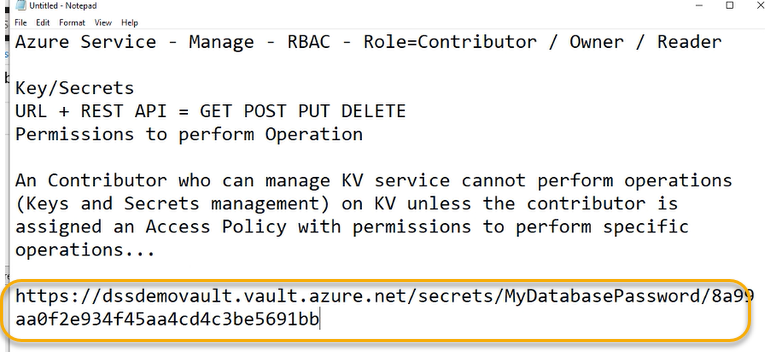 Untitled - Notepad
File Edit Format View Help
Azure Service - Manage - RBAC - Role=Contributor / Owner / Reader
Key/Secrets
URL + REST API = GET POST PUT DELETE
Permissions to perform Operation
An Contributor who can manage KV service cannot perform operations
(Keys and Secrets management) on KV unless the contributor is
assigned an Access Policy with permissions to perform specific
operations...
https://dssdemovault.vault.azure.net/secrets/MyDatabasePassword/8a99
aa0f2e934f45aa4cd4c3be5691bb